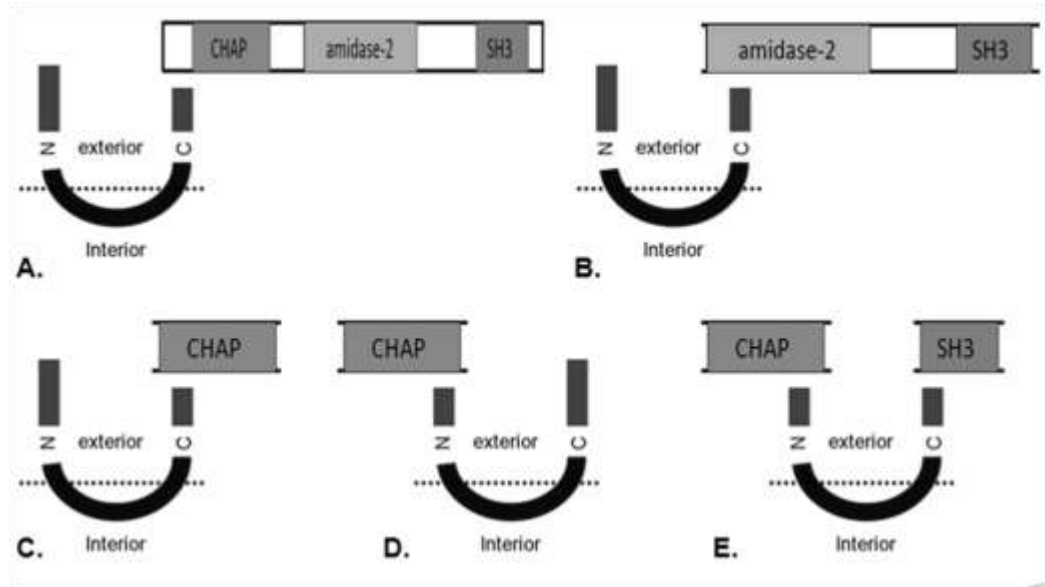 CHAP amidase-2 SH3
N exterior C
Interior
A.
amidase-2 SH3
N exterior C
Interior
B.
CHAP
N exterior C
Interior
C.
CHAP
N exterior C
Interior
D.
CHAP SH3
N exterior C
Interior
E.